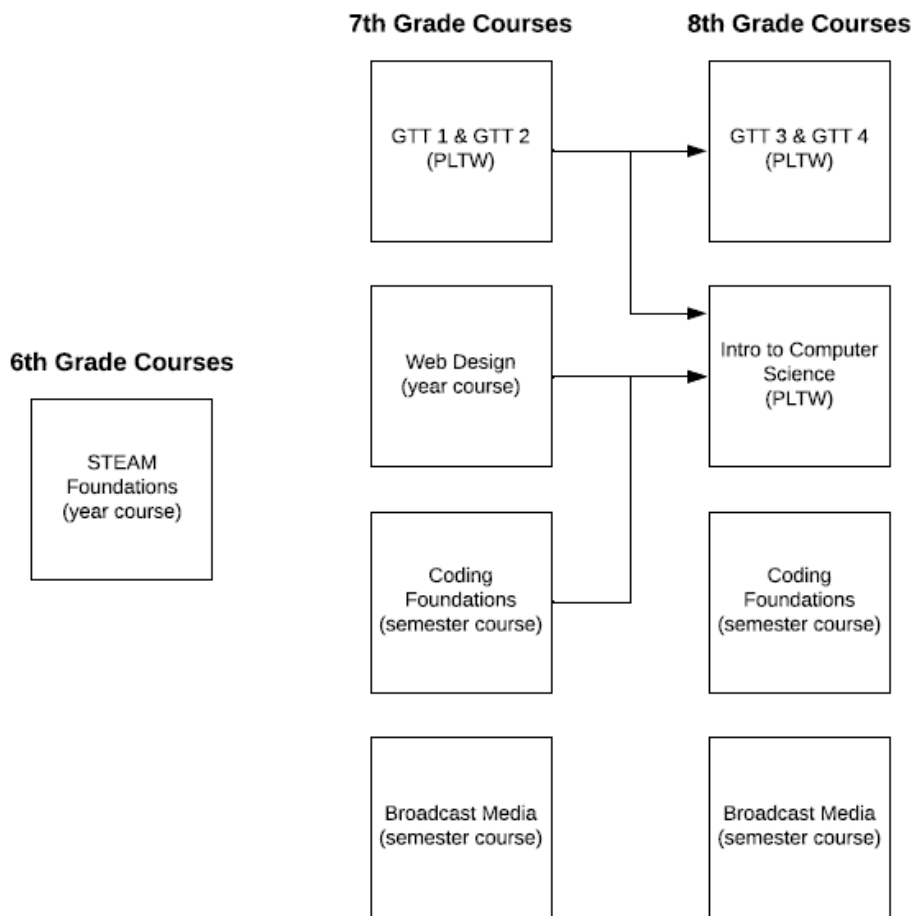 7th Grade Courses
8th Grade Courses
GTT 1 & GTT 2
(PLTW)
GTT 3 & GTT 4
(PLTW)
Web Design
(year course)
Intro to Computer
Science
(PLTW)
6th Grade Courses
STEAM
Foundations
(year course)
Coding
Foundations
(semester course)
Coding
Foundations
(semester course)
Broadcast Media
(semester course)
Broadcast Media
(semester course)